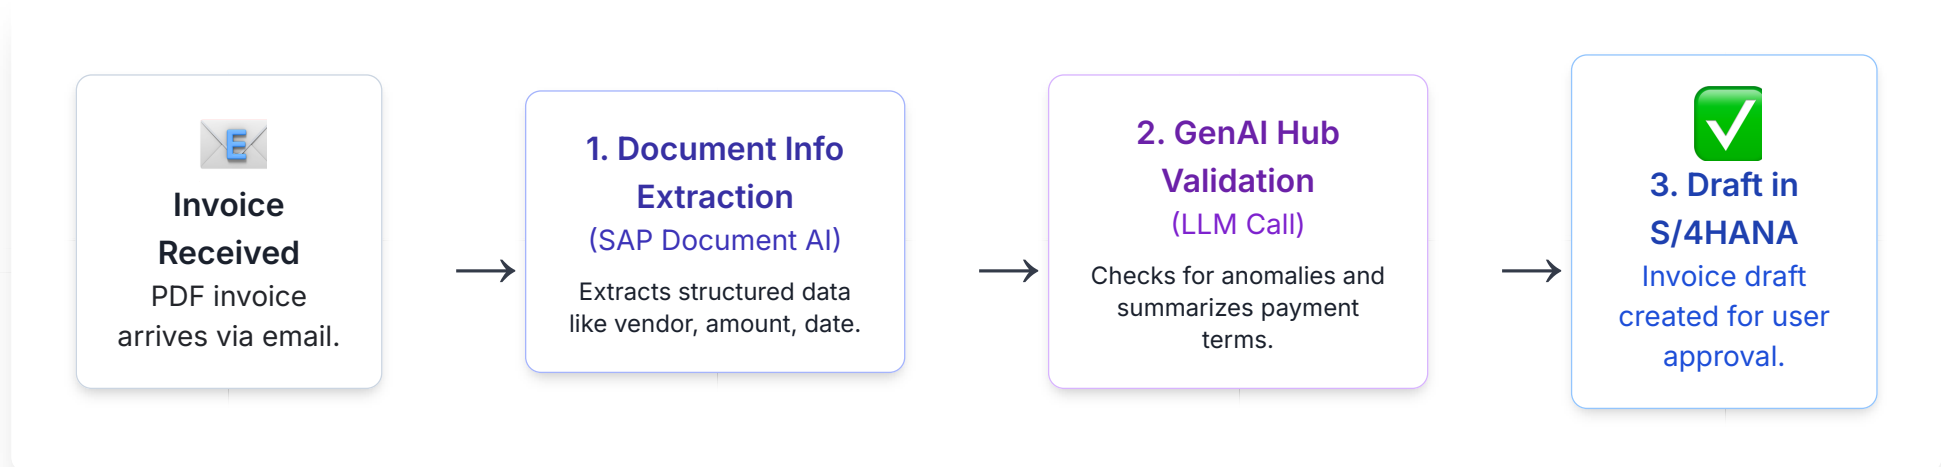 E
Invoice
Received
PDF invoice
arrives via email.
1. Document Info
Extraction
(SAP Document AI)
Extracts structured data
like vendor, amount, date.
2. GenAI Hub
Validation
(LLM Call)
Checks for anomalies and
summarizes payment
terms.
3. Draft in
S/4HANA
Invoice draft
created for user
approval.